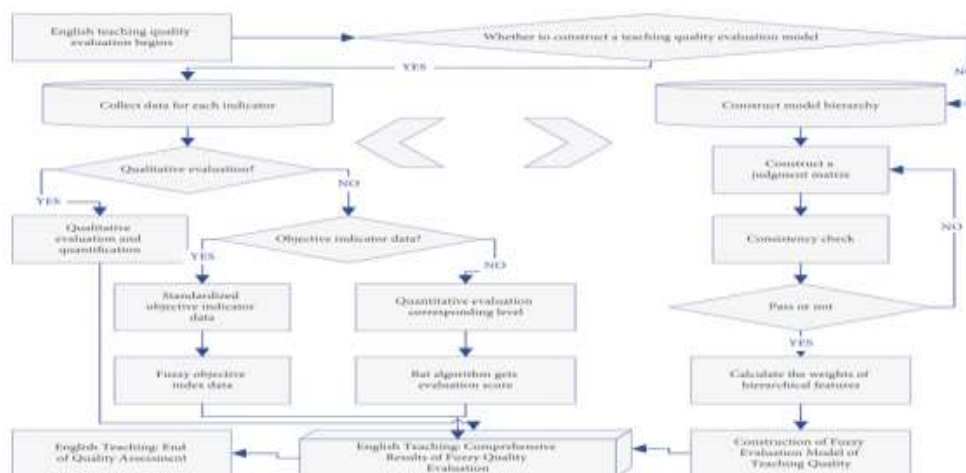 English teaching quality
evaluation begins
Whether to construct a teaching quality evaluation model
YES
NO
Collect data for each indicator
Construct model hierarchy
Qualitative evaluation?
Construct a
judgment matrix
YES
NO
Qualitative
evaluation and
quantification
Objective indicator data?
Consistency check
NO
YES
NO
Standardized
objective indicator
data
Quantitative evaluation
corresponding level
Pass or not
YES
Fuzzy objective
index data
Bat algorithm gets
evaluation score
Calculate the weights of
hierarchical features
English Teaching: End
of Quality Assessment
English Teaching: Comprehensive
Results of Fuzzy Quality
Evaluation
Construction of Fuzzy
Evaluation Model of
Teaching Quality